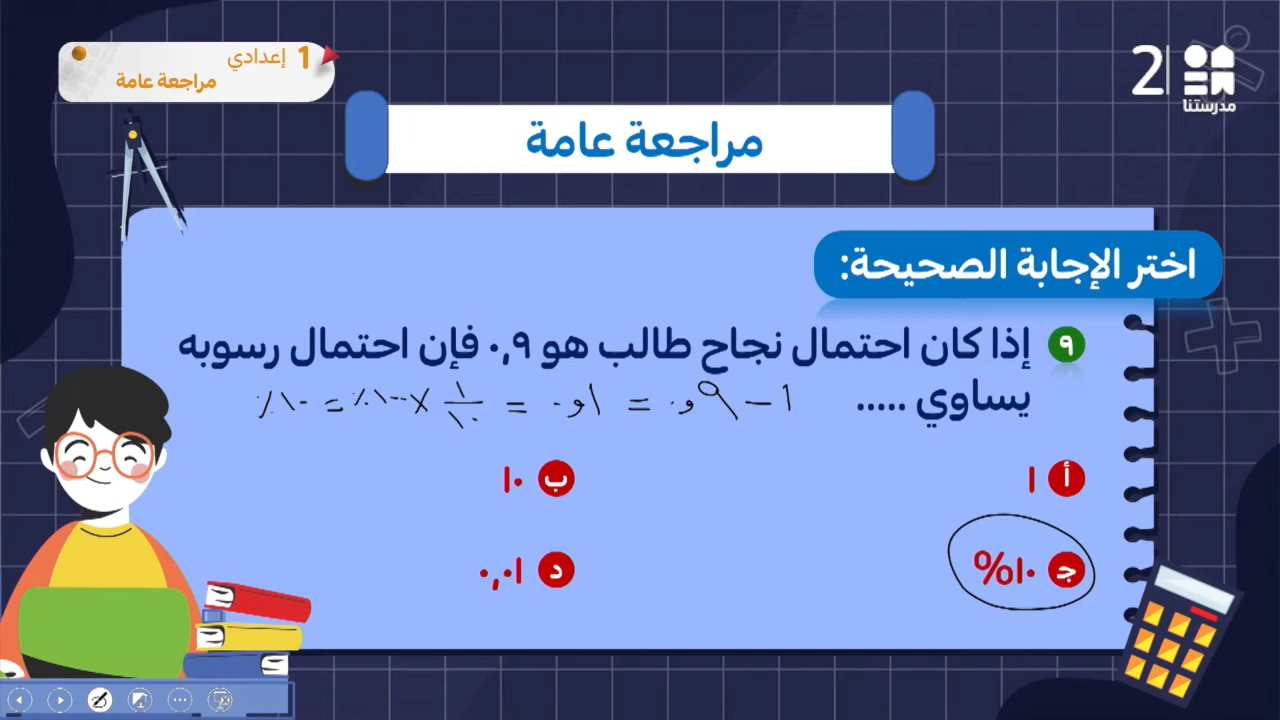 1 إعدادي
مراجعة عامة
2
مدرستنا
مراجعة عامة
اختر الإجابة الصحيحة:
٩ إذا كان احتمال نجاح طالب هو ٠,٩ فإن احتمال رسوبه
يساوي .....
١ − ٠,٩ = ٠,١ = ١/١٠ × ١٠٠٪ = ١٠٪
أ ١
ب ١٠
ج ١٠%
د ٠,٠١